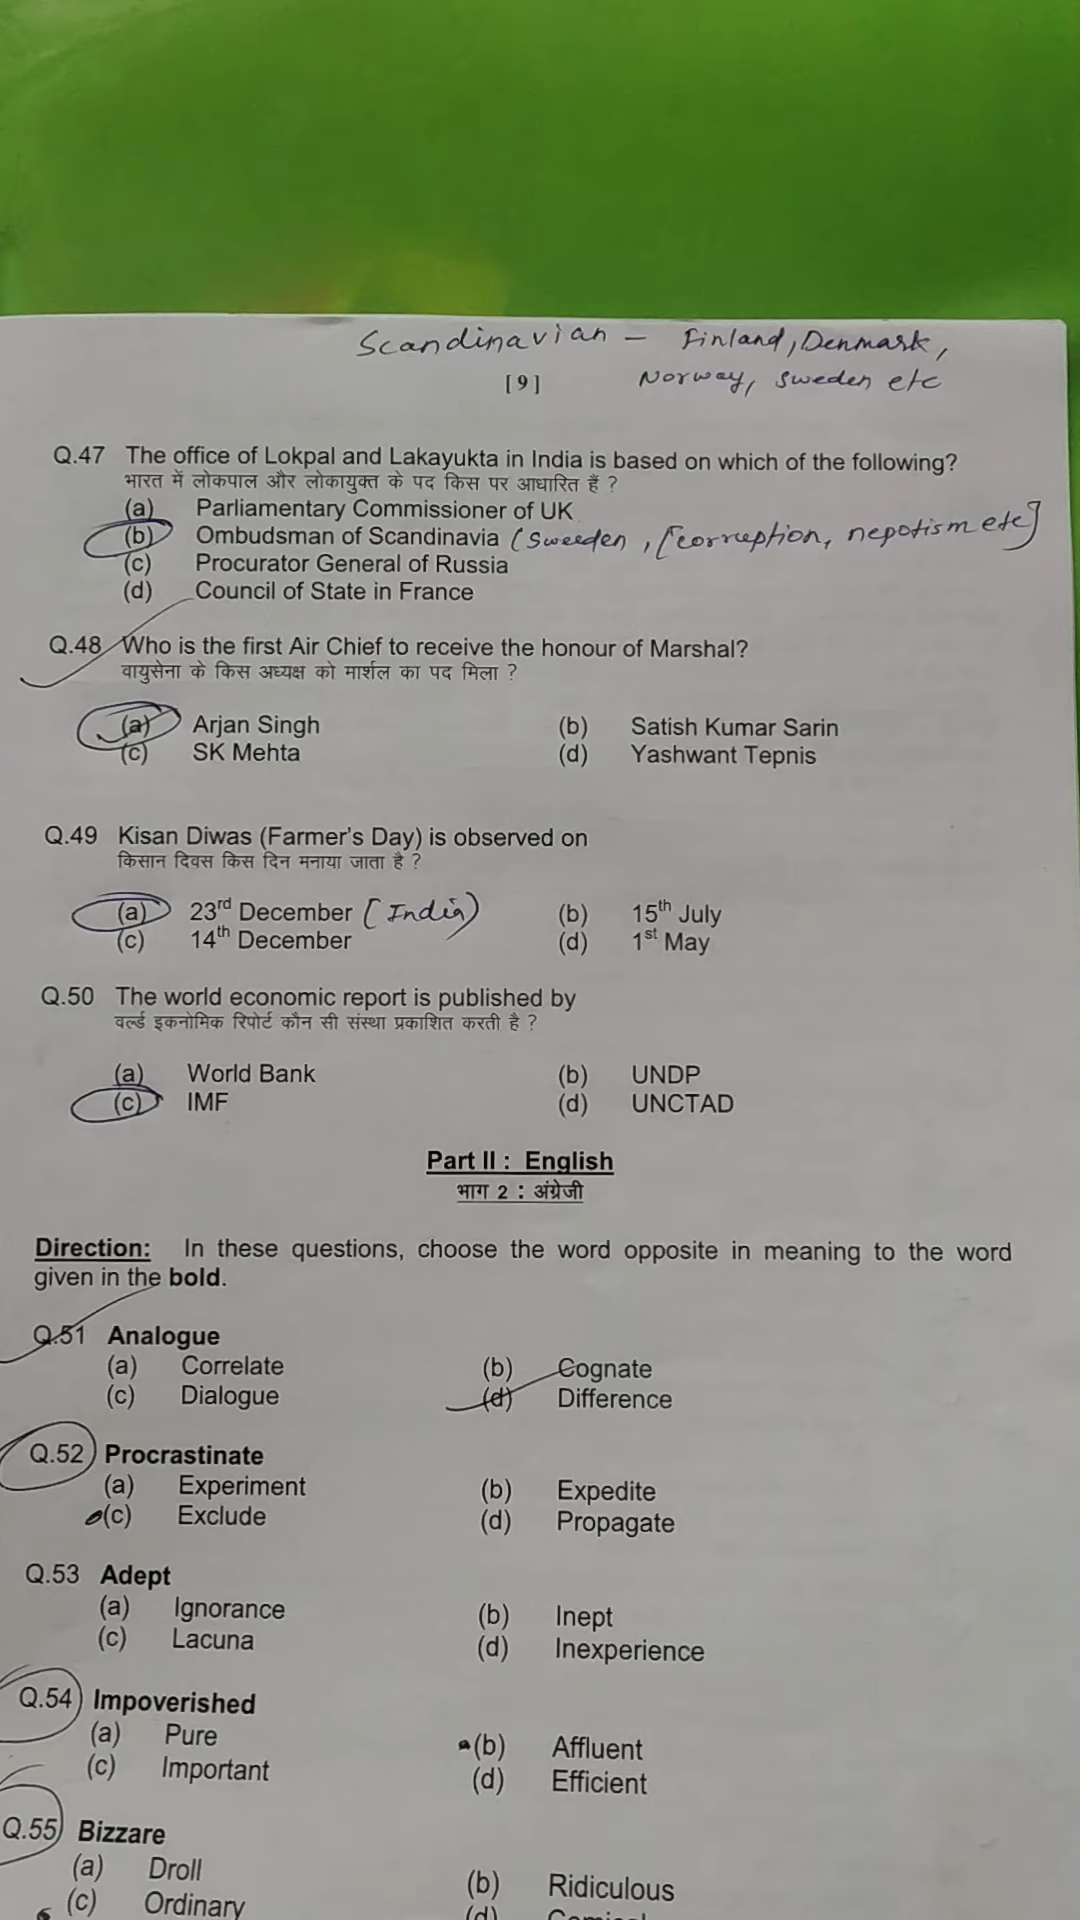 Scandinavian – Finland, Denmark,
[9] Norway, Sweden etc
Q.47 The office of Lokpal and Lakayukta in India is based on which of the following?
भारत में लोकपाल और लोकायुक्त के पद किस पर आधारित हैं ?
(a) Parliamentary Commissioner of UK
(b) Ombudsman of Scandinavia (Sweeden, [corruption, nepotism etc]
(c) Procurator General of Russia
(d) Council of State in France
Q.48 Who is the first Air Chief to receive the honour of Marshal?
वायुसेना के किस अध्यक्ष को मार्शल का पद मिला ?
(a) Arjan Singh (b) Satish Kumar Sarin
(c) SK Mehta (d) Yashwant Tepnis
Q.49 Kisan Diwas (Farmer's Day) is observed on
किसान दिवस किस दिन मनाया जाता है ?
(a) 23rd December [India) (b) 15th July
(c) 14th December (d) 1st May
Q.50 The world economic report is published by
वर्ल्ड इकनोमिक रिपोर्ट कौन सी संस्था प्रकाशित करती है ?
(a) World Bank (b) UNDP
(c) IMF (d) UNCTAD
Part II : English
भाग 2 : अंग्रेजी
Direction: In these questions, choose the word opposite in meaning to the word
given in the bold.
Q.51 Analogue
(a) Correlate (b) Cognate
(c) Dialogue (d) Difference
Q.52 Procrastinate
(a) Experiment (b) Expedite
(c) Exclude (d) Propagate
Q.53 Adept
(a) Ignorance (b) Inept
(c) Lacuna (d) Inexperience
Q.54 Impoverished
(a) Pure (b) Affluent
(c) Important (d) Efficient
Q.55 Bizzare
(a) Droll (b) Ridiculous
(c) Ordinary (d)